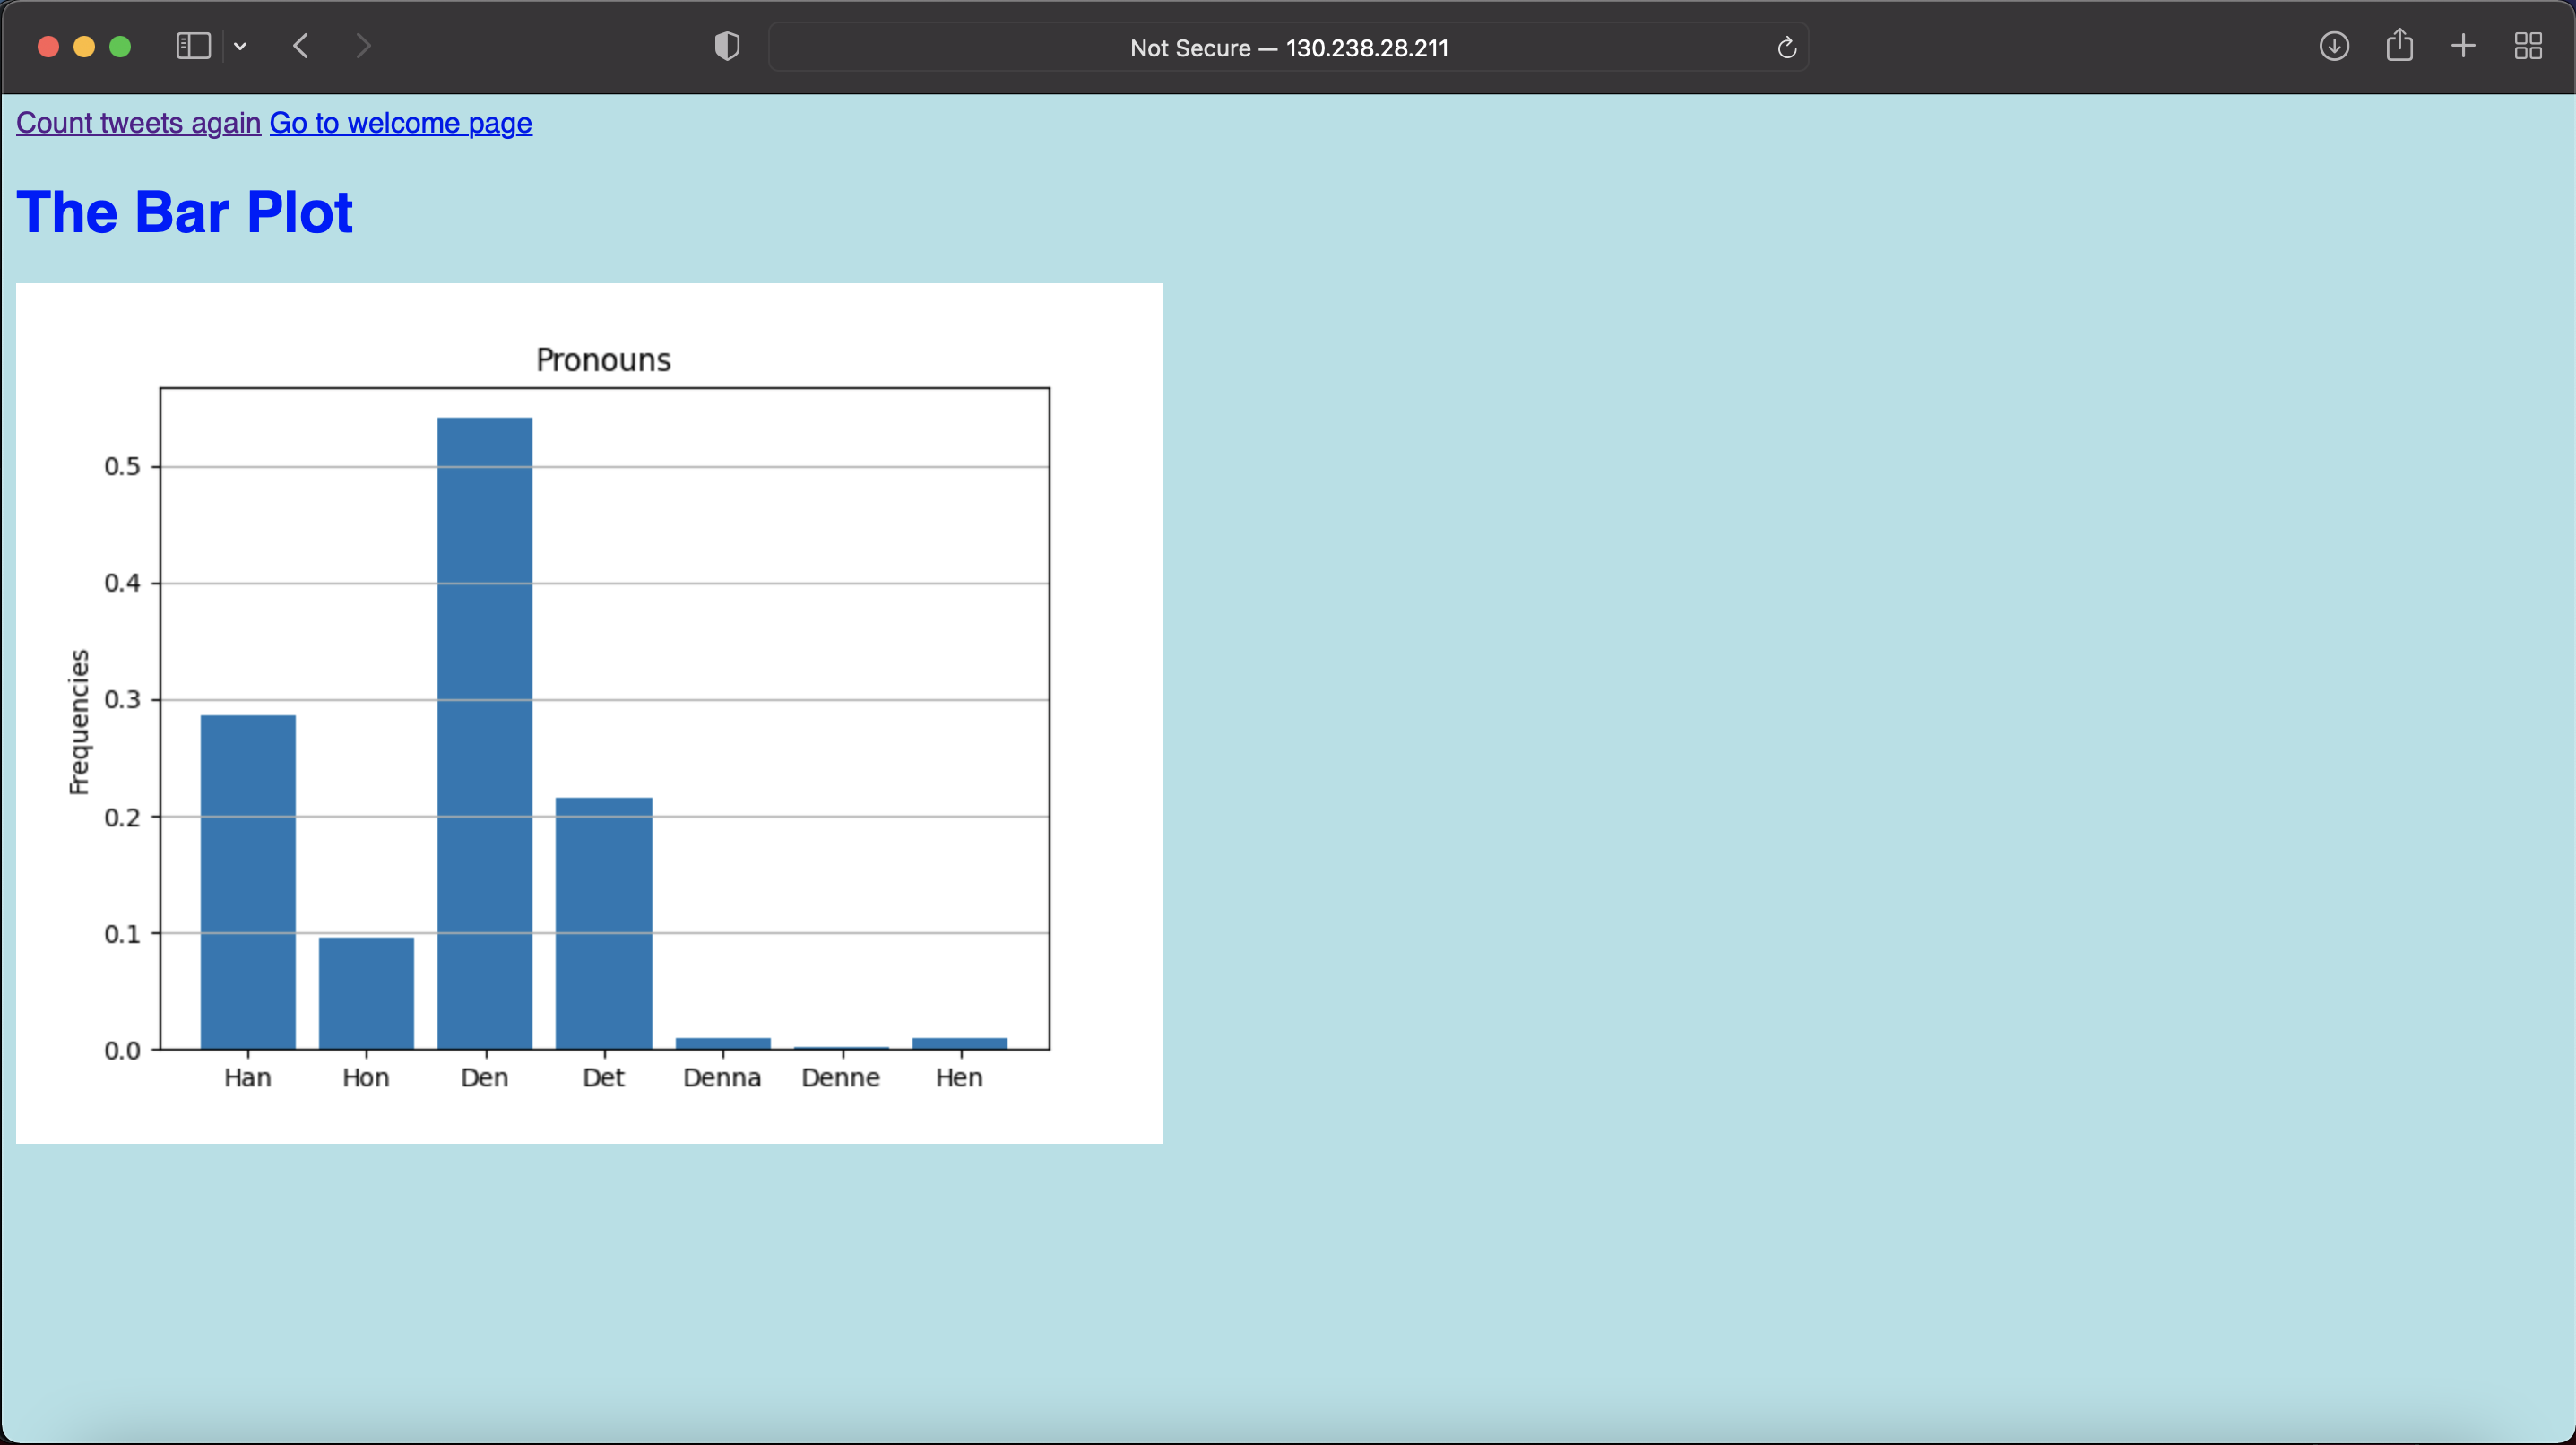 Not Secure — 130.238.28.211
Count tweets again Go to welcome page
The Bar Plot
Pronouns
Frequencies
0.5
0.4
0.3
0.2
0.1
0.0
Han Hon Den Det Denna Denne Hen